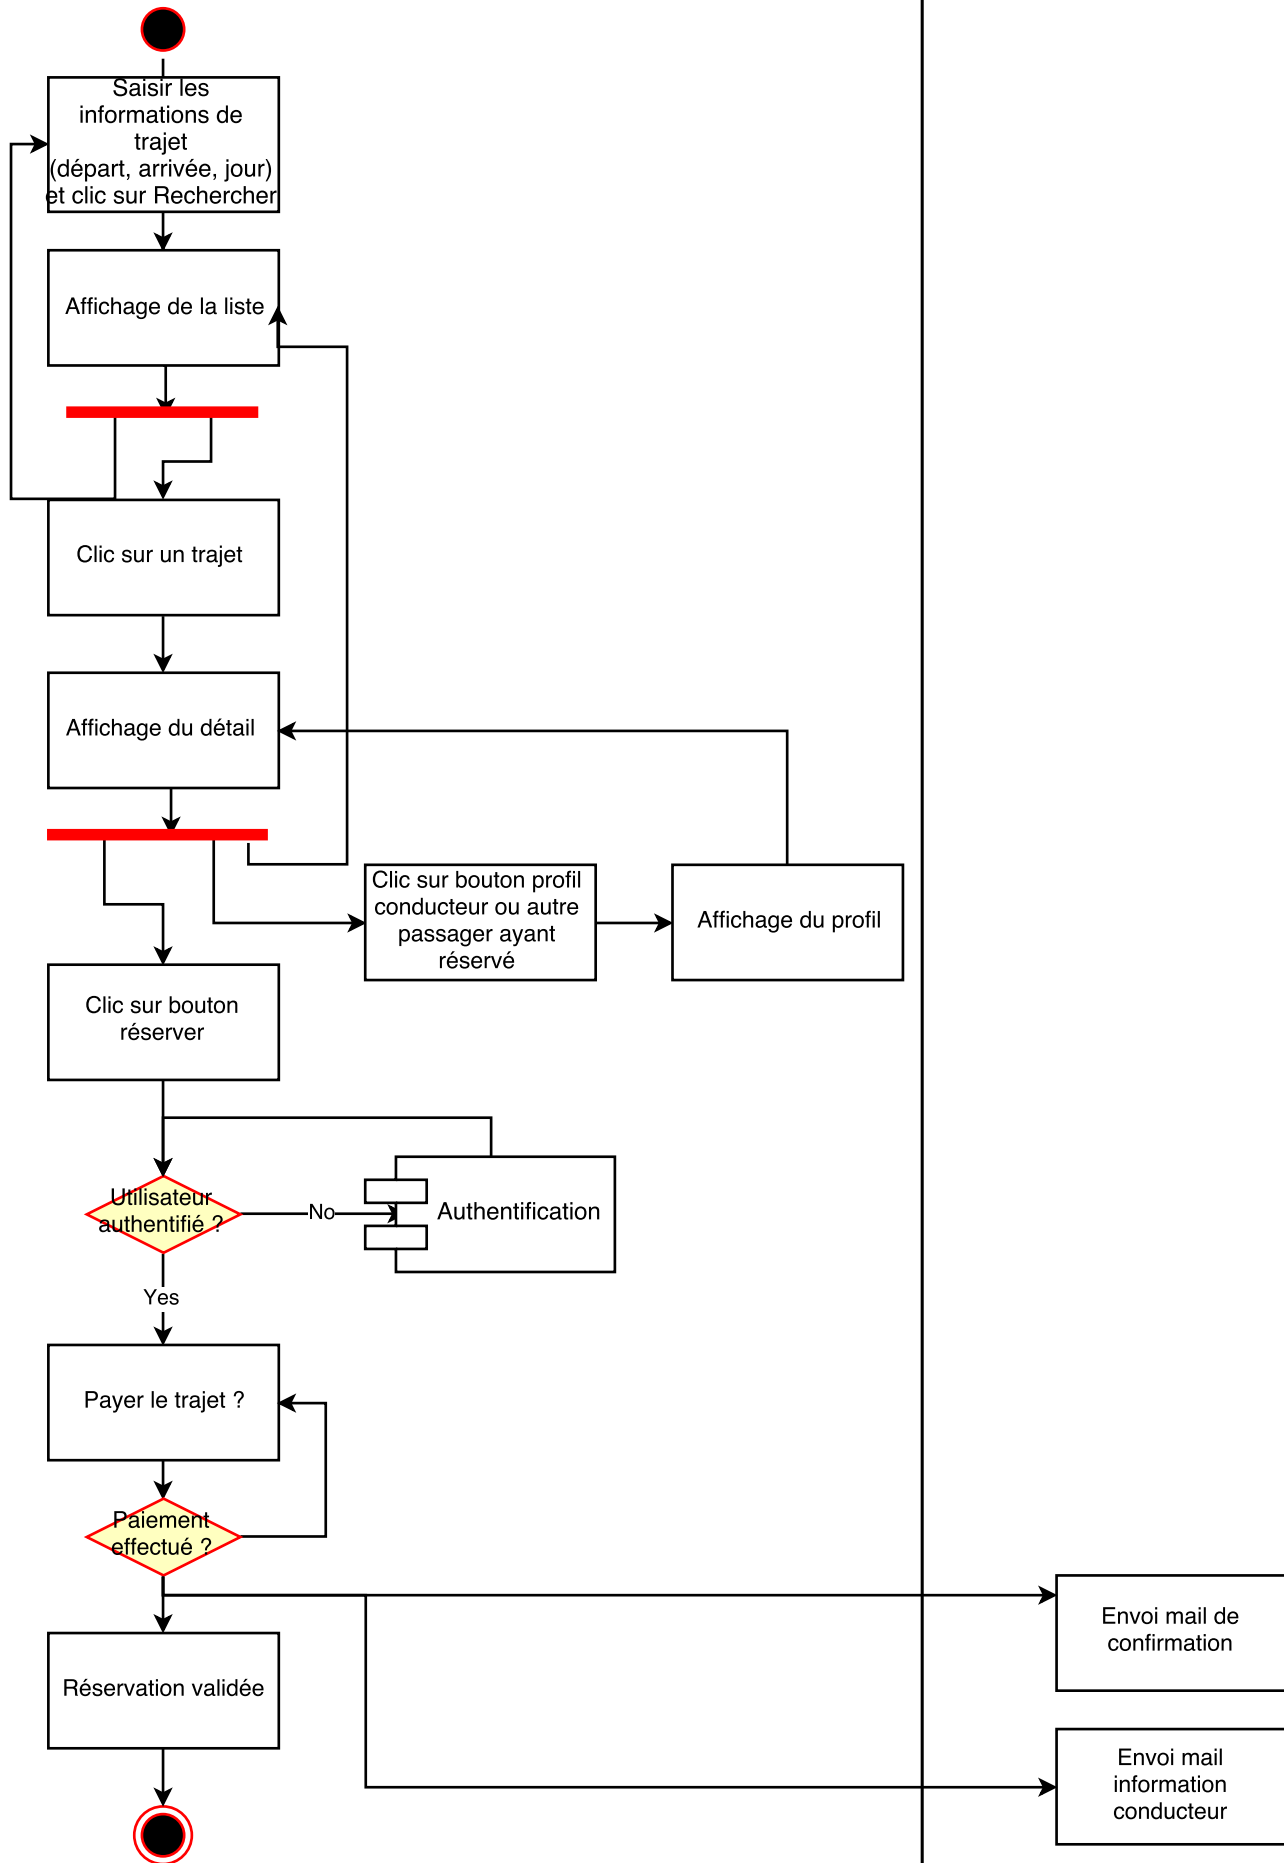 Saisir les
informations de
trajet
(départ, arrivée, jour)
et clic sur Rechercher
Affichage de la liste
Clic sur un trajet
Affichage du détail
Clic sur bouton profil
conducteur ou autre
passager ayant
réservé
Affichage du profil
Clic sur bouton
réserver
Utilisateur
authentifié ?
No
Authentification
Yes
Payer le trajet ?
Paiement
effectué ?
Envoi mail de
confirmation
Réservation validée
Envoi mail
information
conducteur